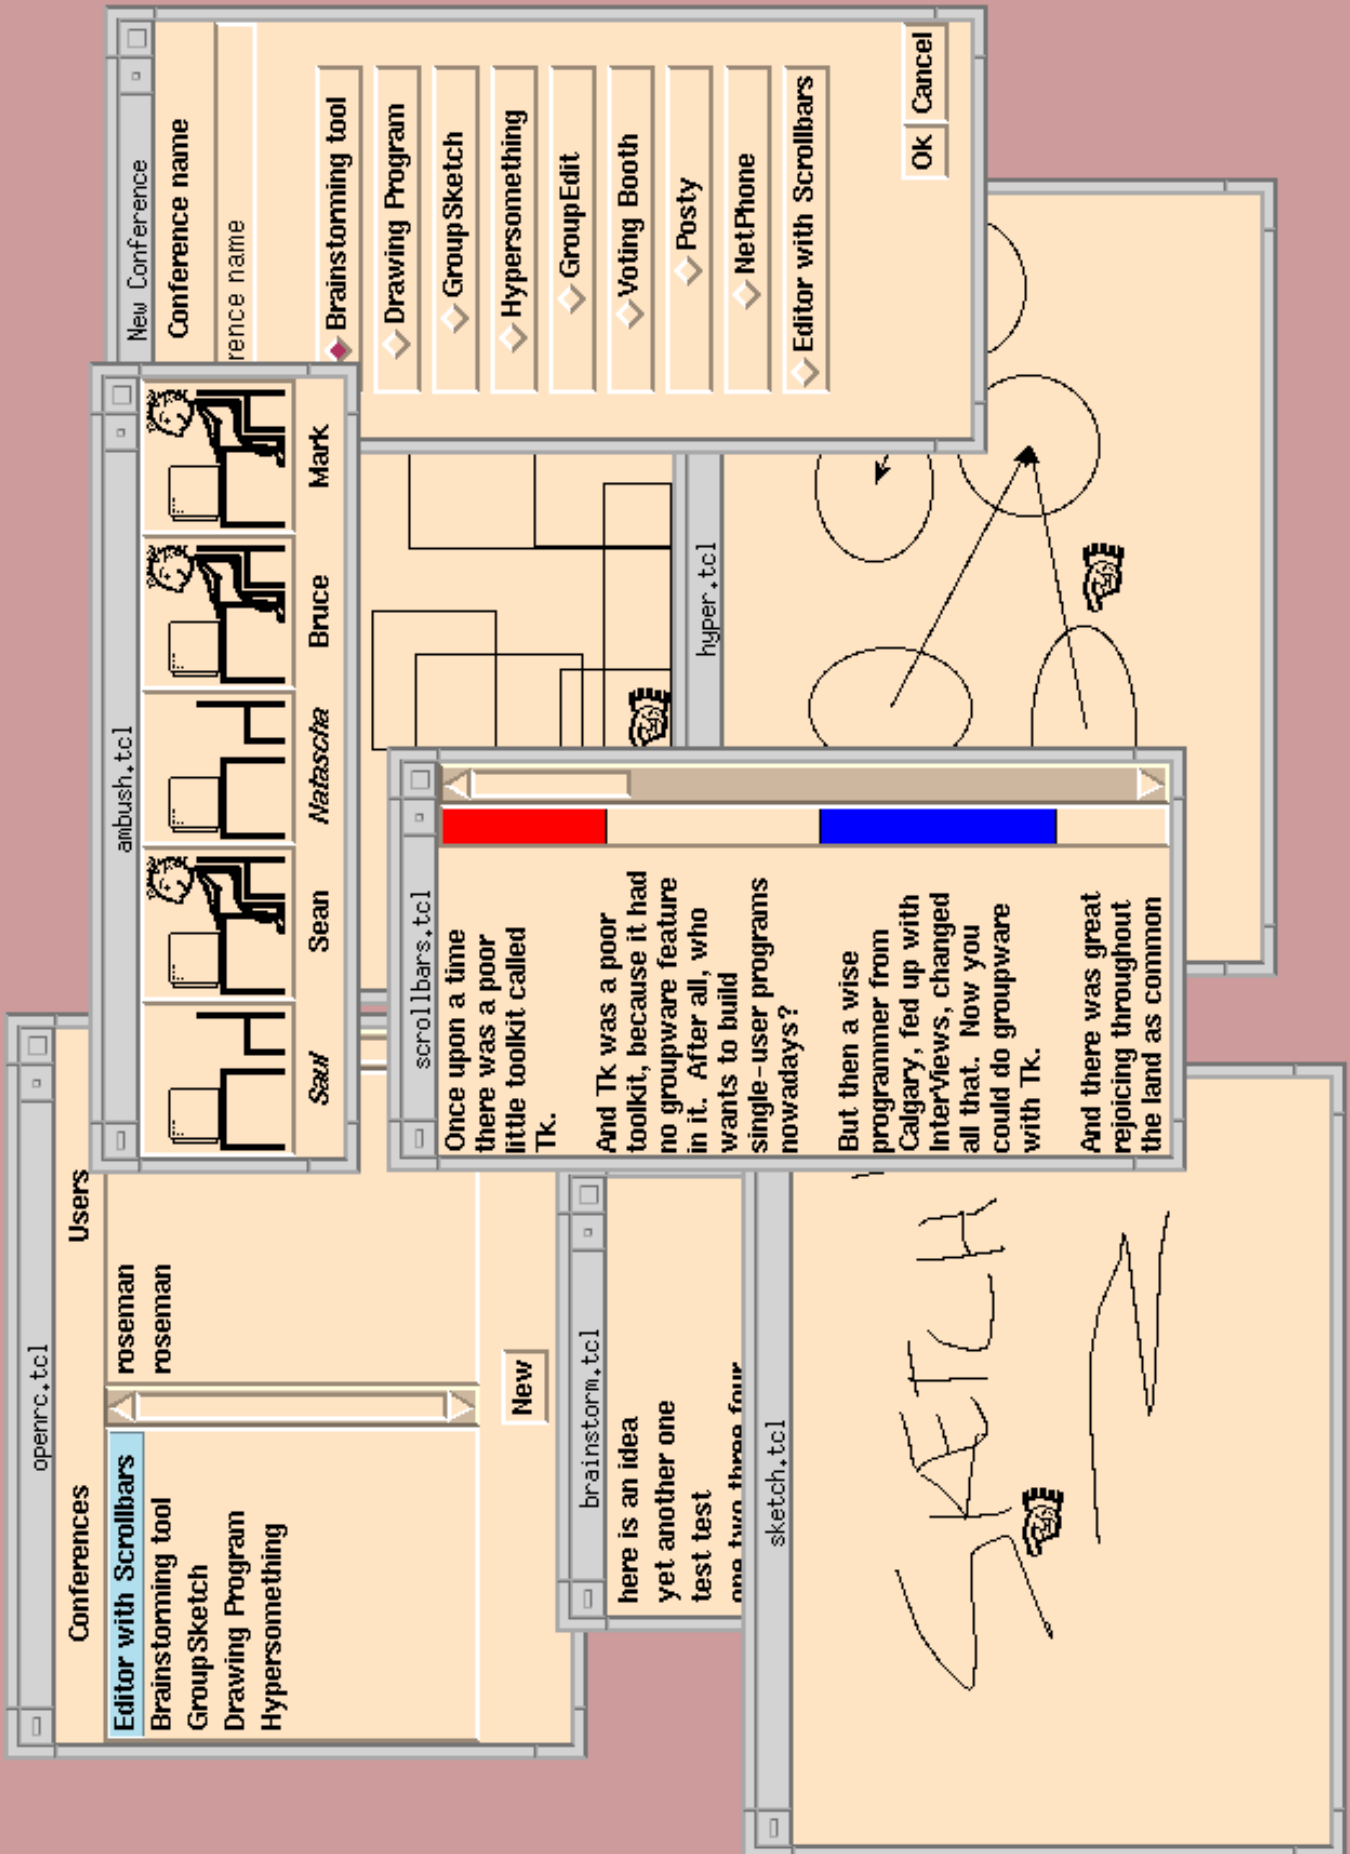 openrc.tcl
Conferences
Users
Editor with Scrollbars
Brainstorming tool
GroupSketch
Drawing Program
Hypersomething
roseman
roseman
New
ambush.tcl
Saul
Sean
Natascha
Bruce
Mark
New Conference
Conference name
rence name
Brainstorming tool
Drawing Program
GroupSketch
Hypersomething
GroupEdit
Voting Booth
Posty
NetPhone
Editor with Scrollbars
Ok
Cancel
brainstorm.tcl
here is an idea
yet another one
test test
one two three four
scrollbars.tcl
Once upon a time
there was a poor
little toolkit called
Tk.
And Tk was a poor
toolkit, because it had
no groupware feature
in it. After all, who
wants to build
single-user programs
nowadays?
But then a wise
programmer from
Calgary, fed up with
InterViews, changed
all that. Now you
could do groupware
with Tk.
And there was great
rejoicing throughout
the land as common
hyper.tcl
sketch.tcl
SKETCH